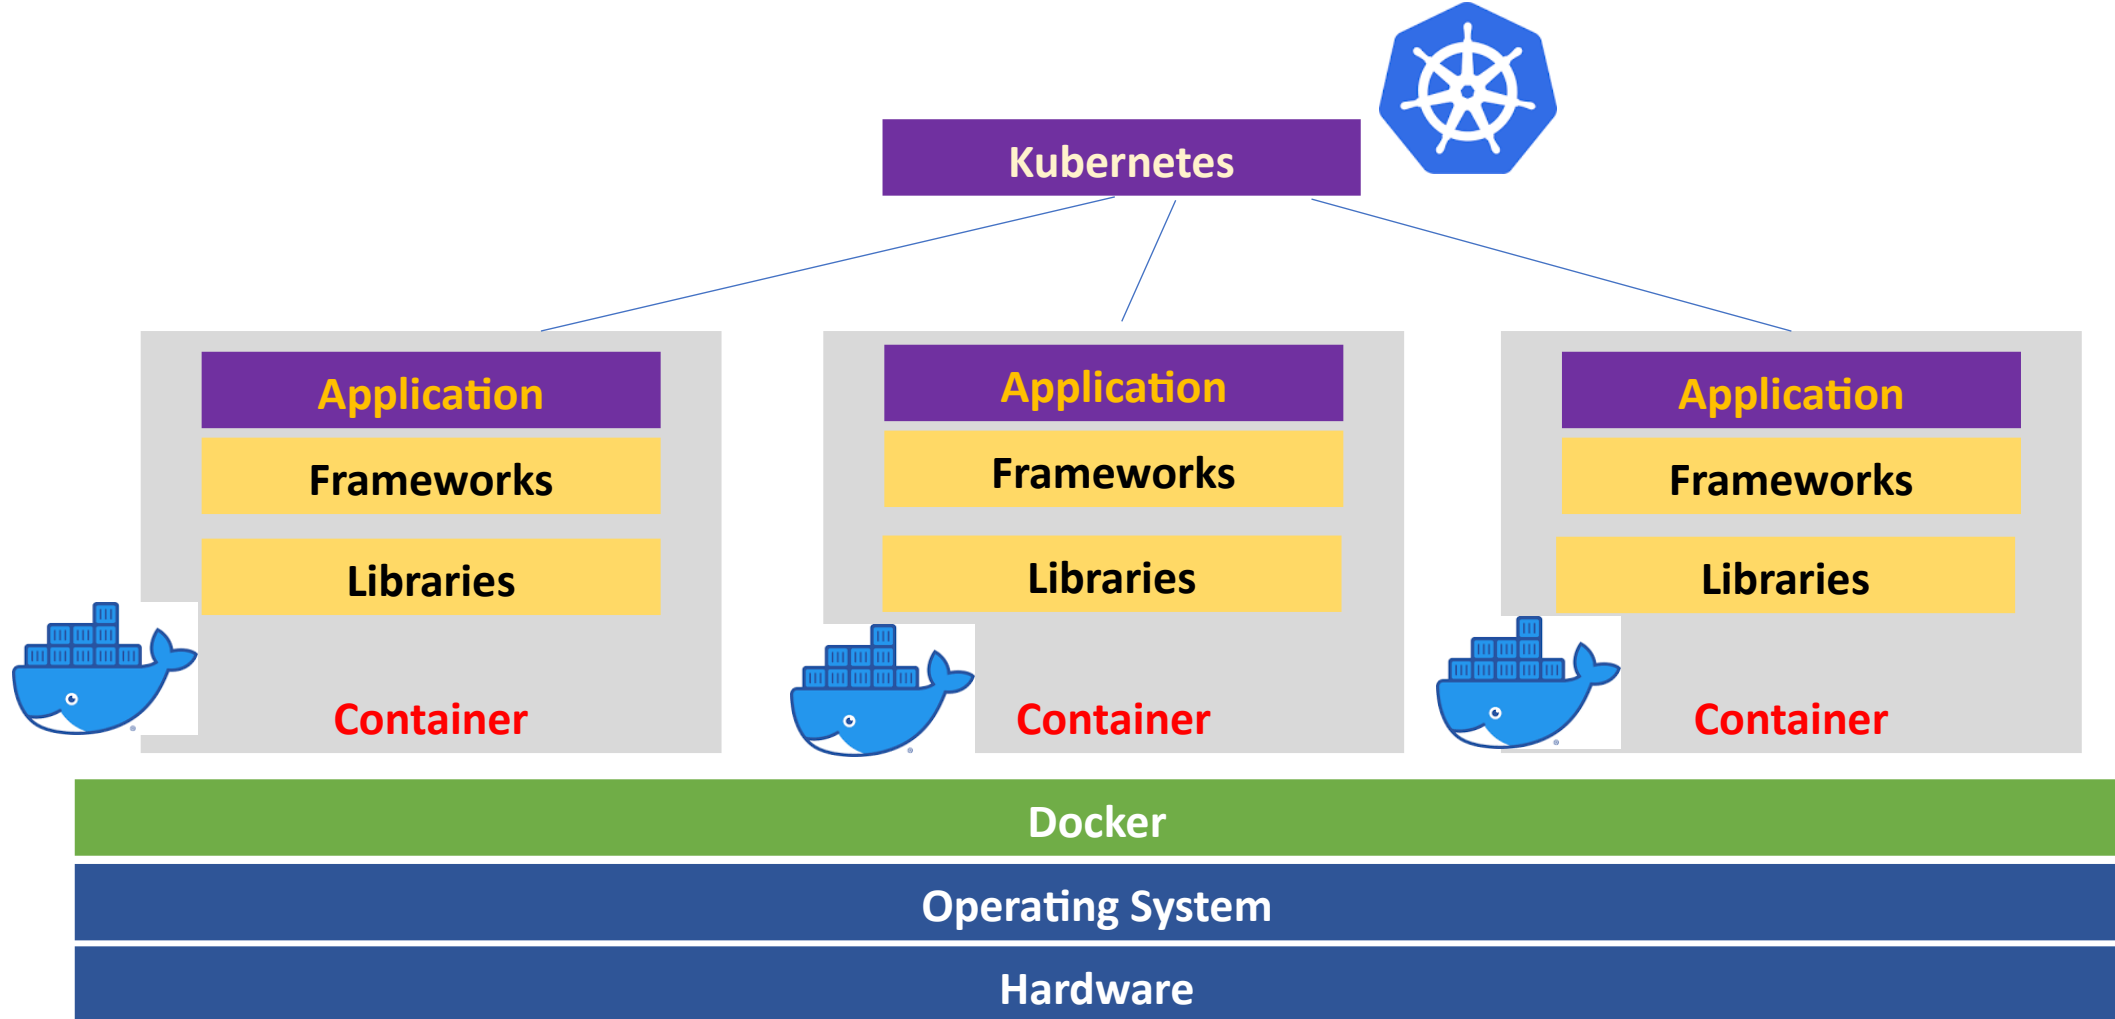 Kubernetes
Application
Frameworks
Libraries
Container
Application
Frameworks
Libraries
Container
Application
Frameworks
Libraries
Container
Docker
Operating System
Hardware